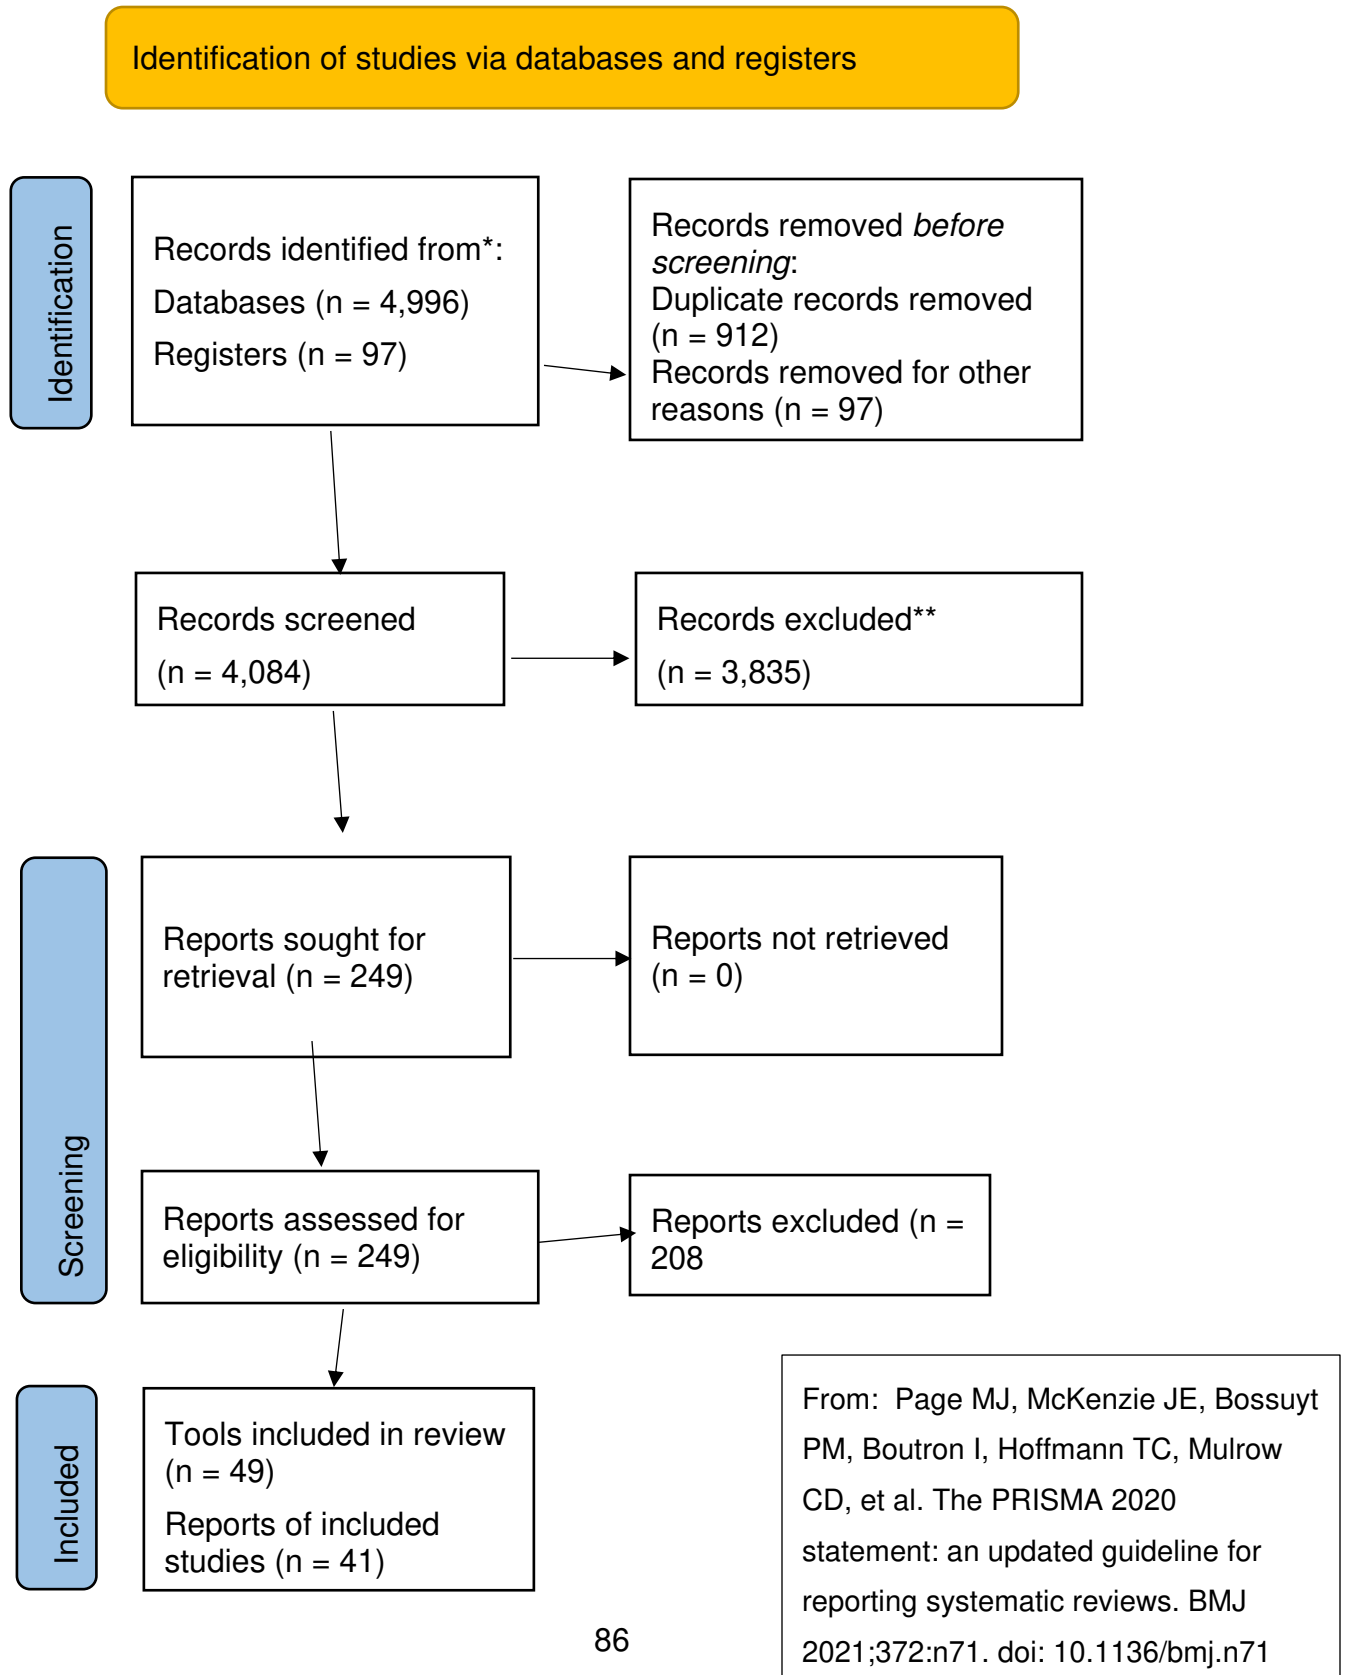 Identification of studies via databases and registers
Identification
Records identified from*:
Databases (n = 4,996)
Registers (n = 97)
Records removed before
screening:
Duplicate records removed
(n = 912)
Records removed for other
reasons (n = 97)
Records screened
(n = 4,084)
Records excluded**
(n = 3,835)
Screening
Reports sought for
retrieval (n = 249)
Reports not retrieved
(n = 0)
Reports assessed for
eligibility (n = 249)
Reports excluded (n =
208
Included
Tools included in review
(n = 49)
Reports of included
studies (n = 41)
From:  Page MJ, McKenzie JE, Bossuyt
PM, Boutron I, Hoffmann TC, Mulrow
CD, et al. The PRISMA 2020
statement: an updated guideline for
reporting systematic reviews. BMJ
2021;372:n71. doi: 10.1136/bmj.n71
86